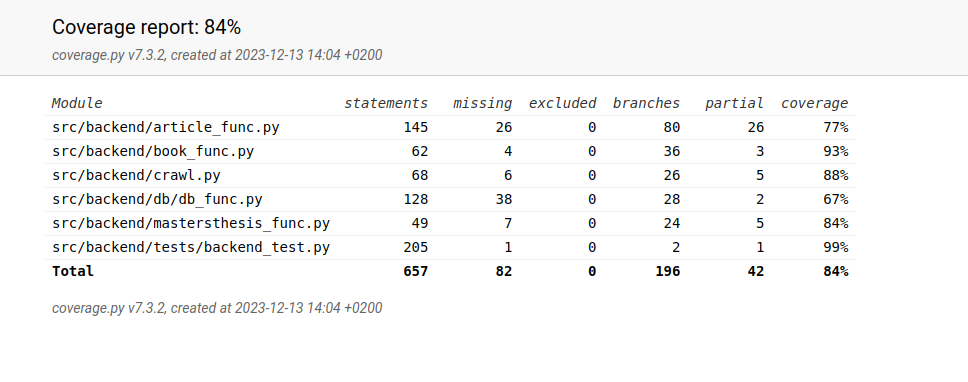 Coverage report: 84%
coverage.py v7.3.2, created at 2023-12-13 14:04 +0200
Module statements missing excluded branches partial coverage
src/backend/article_func.py 145 26 0 80 26 77%
src/backend/book_func.py 62 4 0 36 3 93%
src/backend/crawl.py 68 6 0 26 5 88%
src/backend/db/db_func.py 128 38 0 28 2 67%
src/backend/mastersthesis_func.py 49 7 0 24 5 84%
src/backend/tests/backend_test.py 205 1 0 2 1 99%
Total 657 82 0 196 42 84%
coverage.py v7.3.2, created at 2023-12-13 14:04 +0200